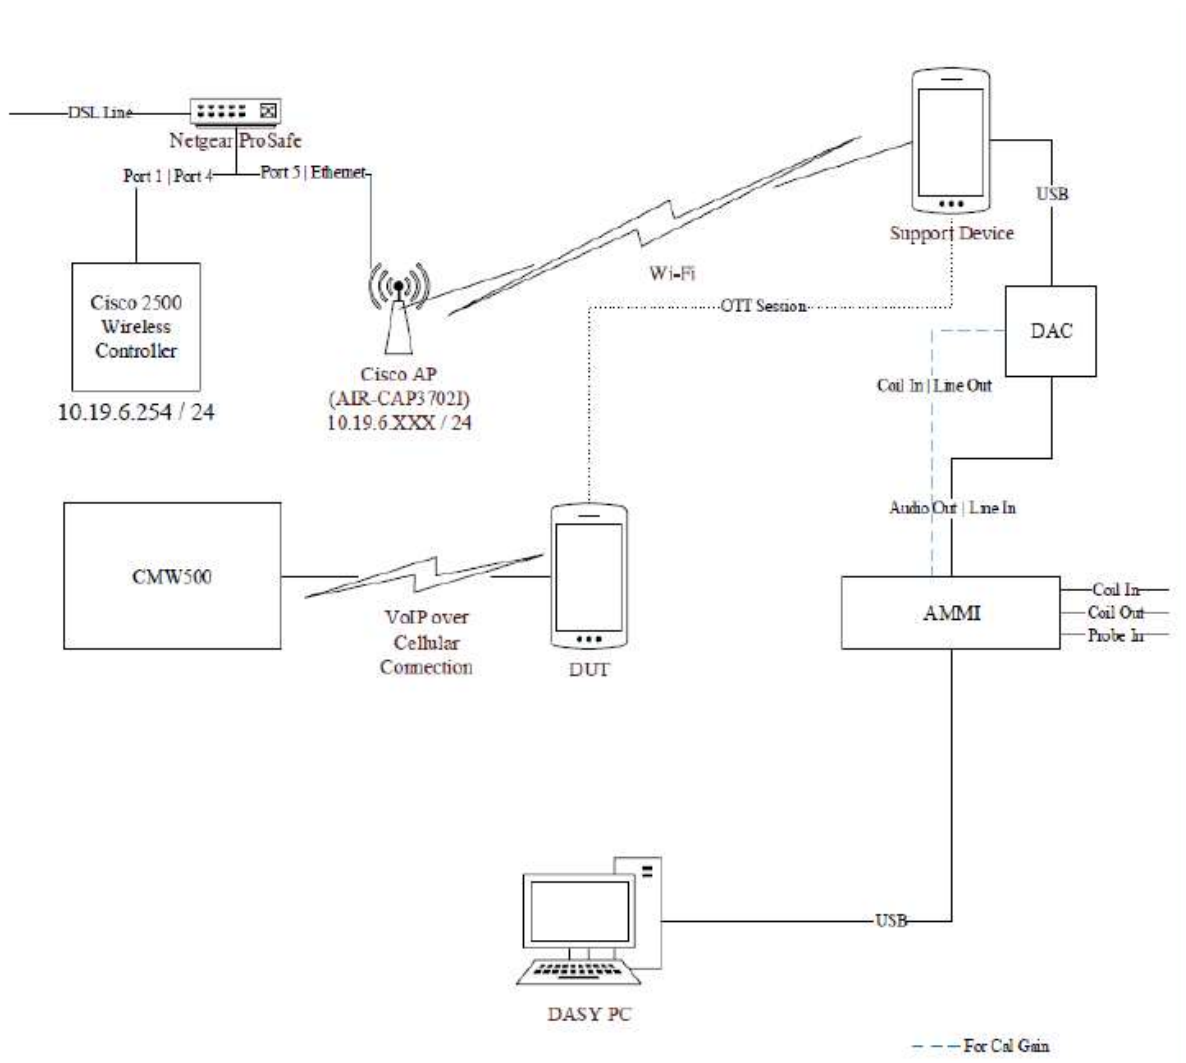 DSL Line
Netgear ProSafe
Port 1 | Port 4
Port 5 | Ethernet
Cisco 2500
Wireless
Controller
10.19.6.254 / 24
Cisco AP
(AIR-CAP3702I)
10.19.6.XXX / 24
Wi-Fi
Support Device
USB
OTT Session
DAC
Coil In | Line Out
Audio Out | Line In
CMW500
VoIP over
Cellular
Connection
DUT
AMMI
Coil In
Coil Out
Probe In
USB
DASY PC
For Cal Gain